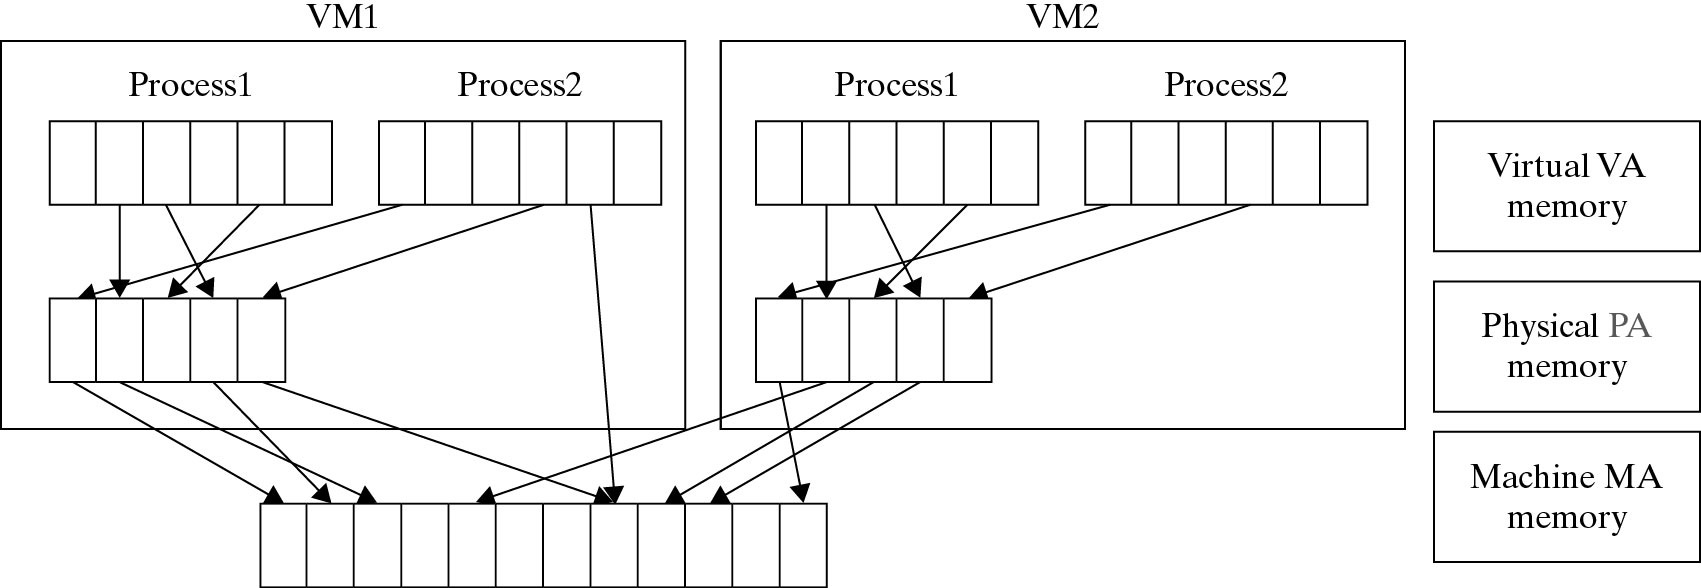 VM1
VM2
Process1
Process2
Process1
Process2
Virtual VA
memory
Physical PA
memory
Machine MA
memory